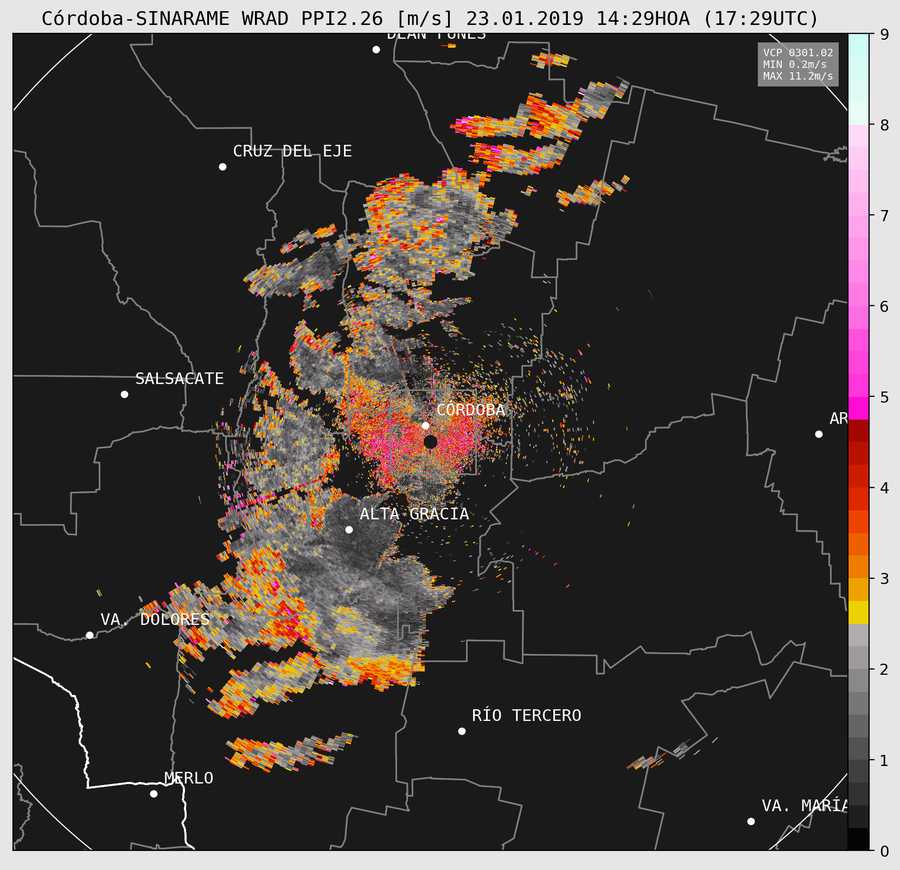 Córdoba-SINARAME WRAD PPI2.26 [m/s] 23.01.2019 14:29HOA (17:29UTC)
DEAN FUNES
VCP 0301.02
MIN 0.2m/s
MAX 11.2m/s
CRUZ DEL EJE
SALSACATE
CÓRDOBA
AR
ALTA GRACIA
VA. DOLORES
RÍO TERCERO
MERLO
VA. MARÍA
9
8
7
6
5
4
3
2
1
0